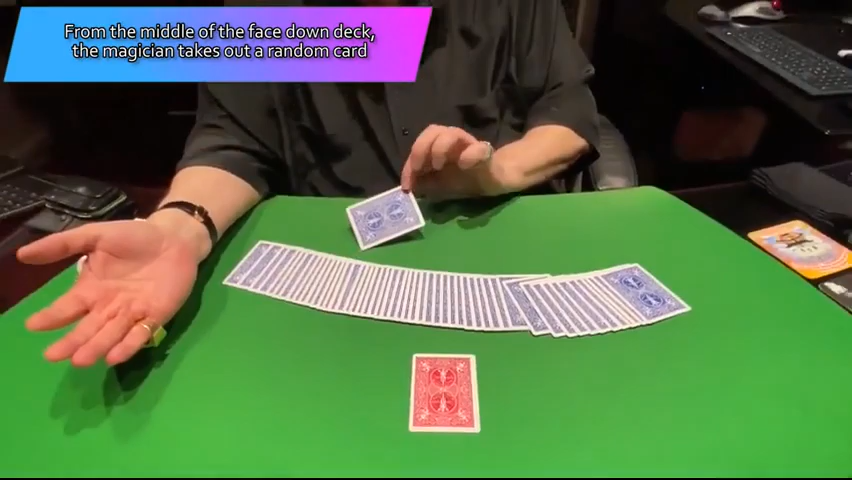 From the middle of the face down deck,
the magician takes out a random card